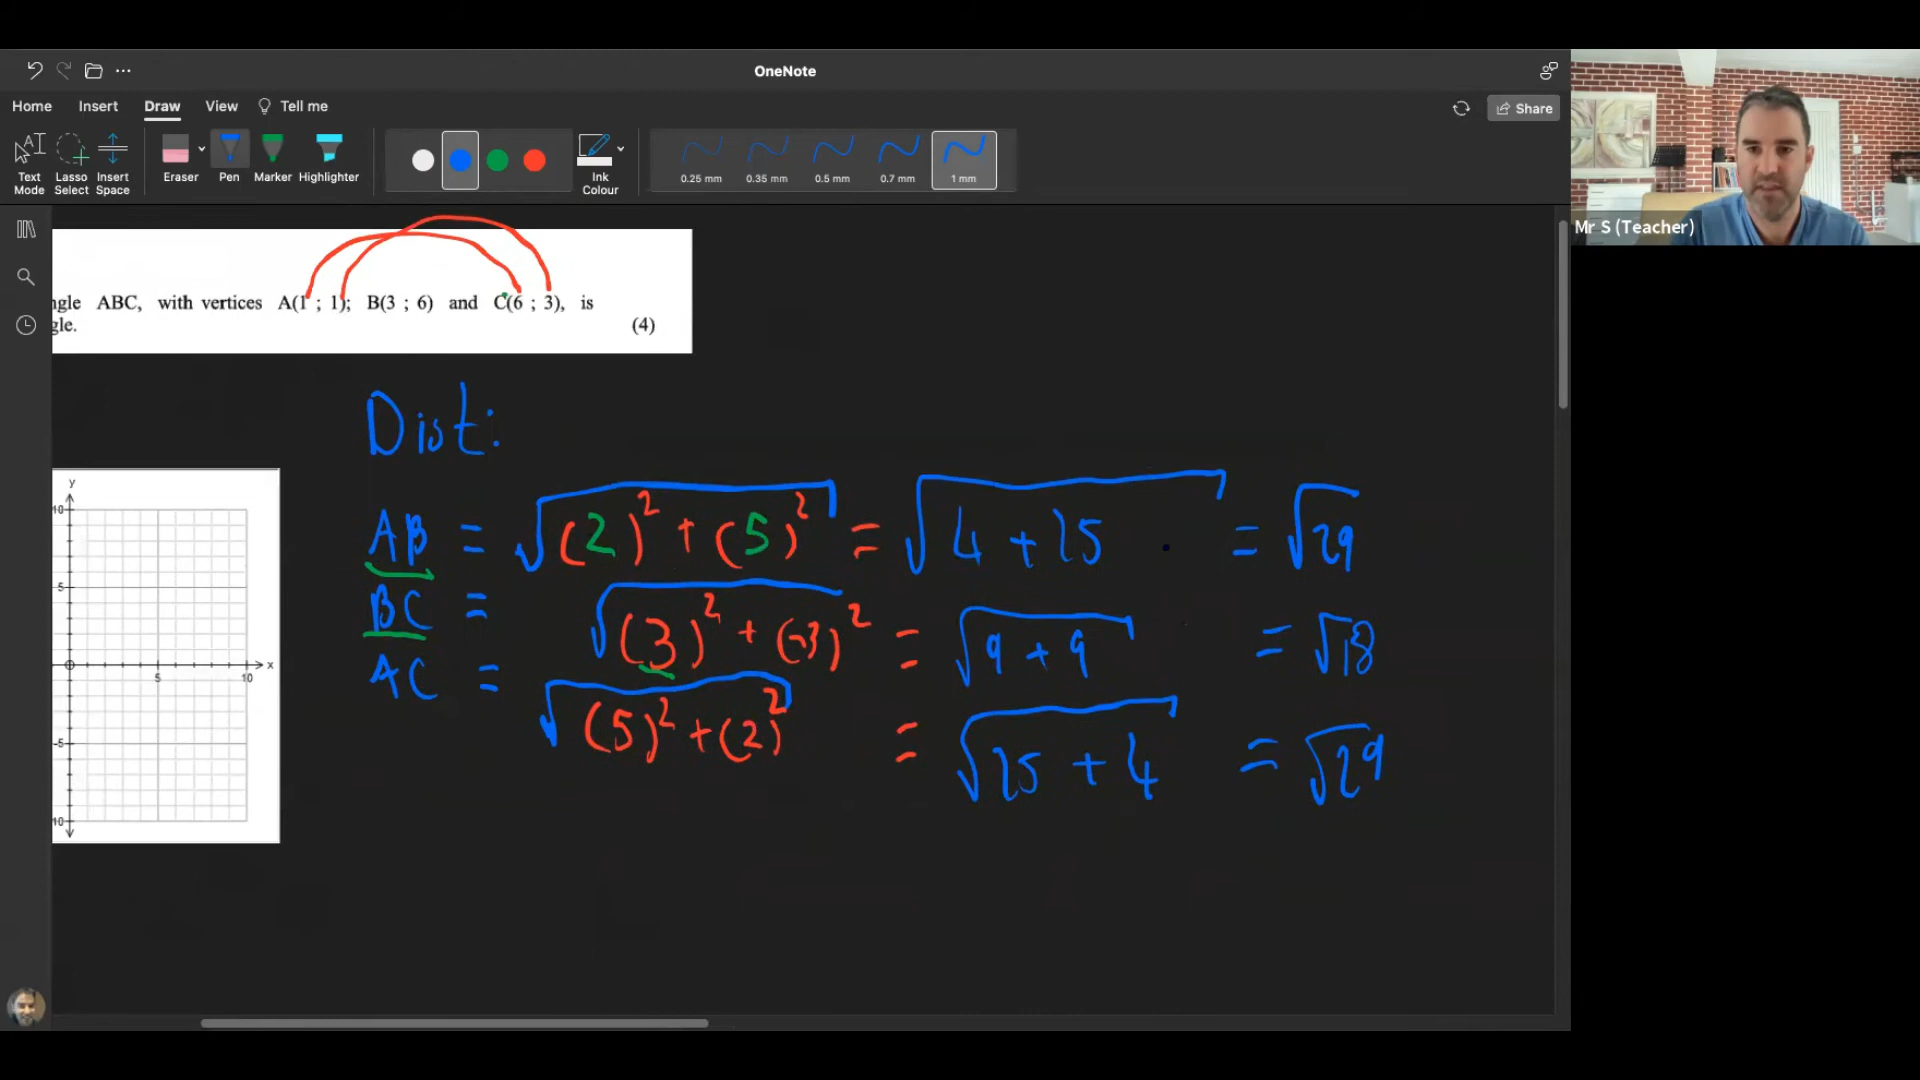 OneNote
Home Insert Draw View Tell me
Share
Text Mode
Lasso Select
Insert Space
Eraser
Pen
Marker
Highlighter
Ink Colour
0.25 mm 0.35 mm 0.5 mm 0.7 mm 1 mm
Mr S (Teacher)
ngle ABC, with vertices A(1 ; 1); B(3 ; 6) and C(6 ; 3), is
gle. (4)
Dist:
AB = √(2)² + (5)² = √4 + 25 = √29
BC = √(3)² + (-3)² = √9 + 9 = √18
AC = √(5)² + (2)² = √25 + 4 = √29
y
10
5
x
5
10
-5
10